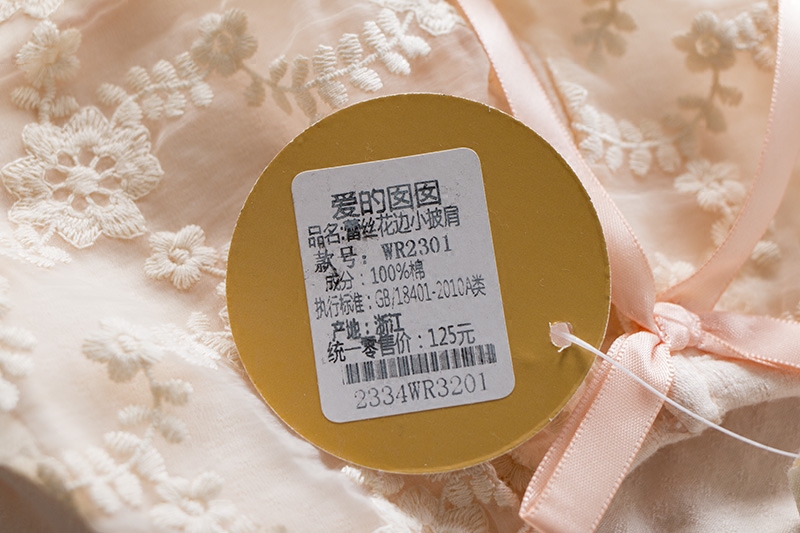 爱的囡囡
品名:蕾丝花边小披肩
款号: WR2301
成分: 100%棉
执行标准: GB/18401-2010A类
产地: 浙江
统一零售价: 125元
2334WR3201